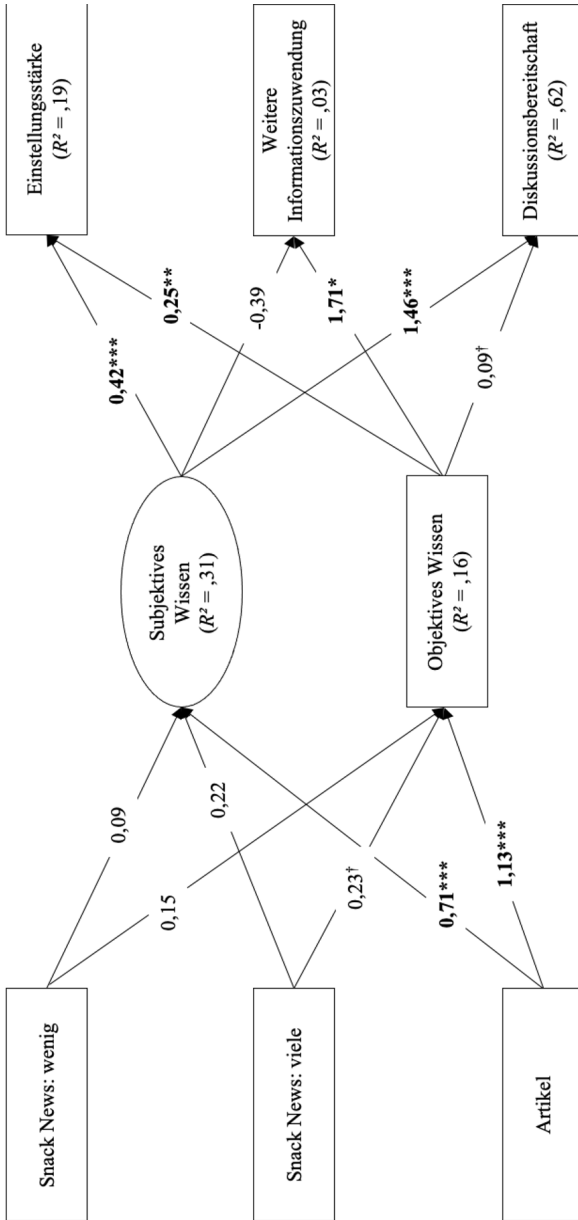 Snack News: wenig
Snack News: viele
Artikel
0,09
0,15
0,22
0,23†
0,71***
1,13***
Subjektives
Wissen
(R² = ,31)
Objektives Wissen
(R² = ,16)
0,42***
0,25**
-0,39
1,71*
1,46***
0,09†
Einstellungsstärke
(R² = ,19)
Weitere
Informationszuwendung
(R² = ,03)
Diskussionsbereitschaft
(R² = ,62)